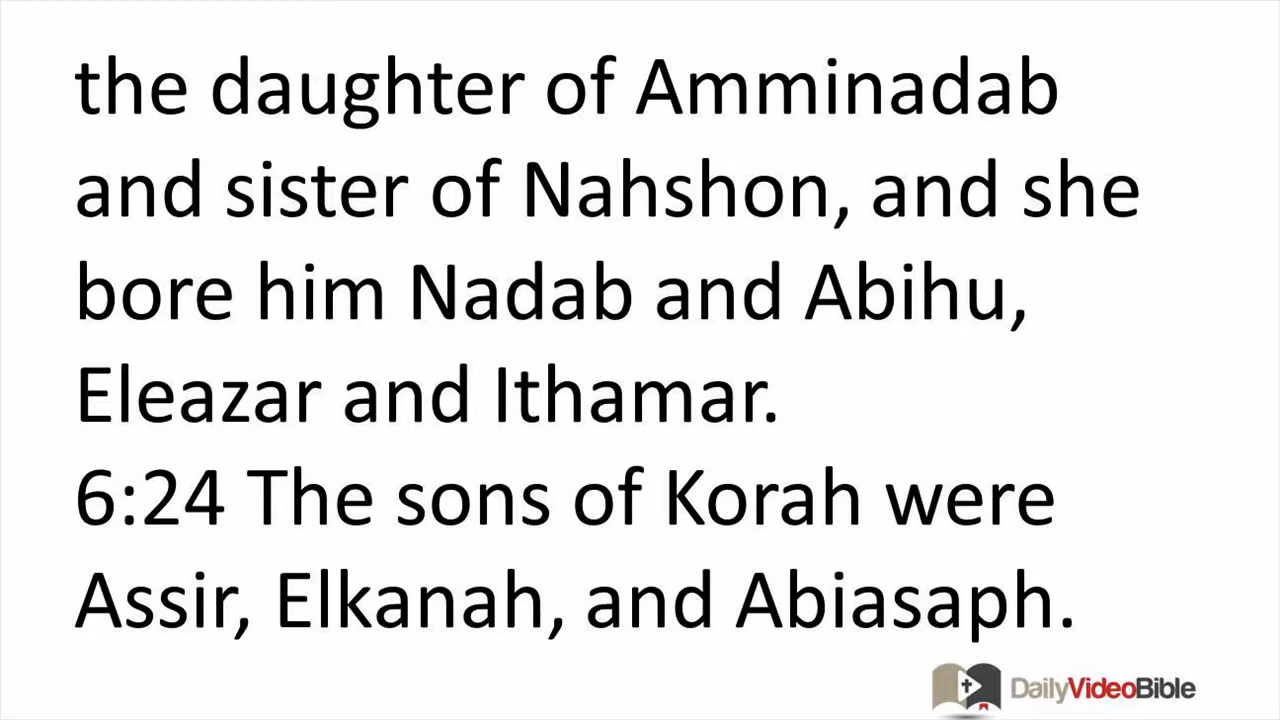 the daughter of Amminadab
and sister of Nahshon, and she
bore him Nadab and Abihu,
Eleazar and Ithamar.
6:24 The sons of Korah were
Assir, Elkanah, and Abiasaph.
DailyVideoBible